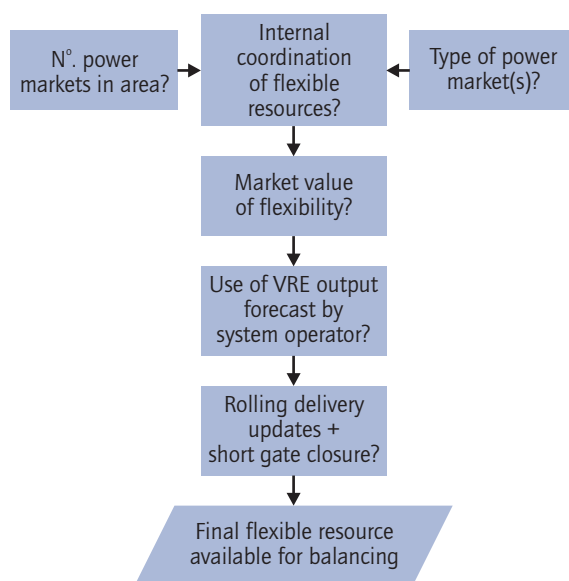 N°. power
markets in area?
Internal
coordination
of flexible
resources?
Type of power
market(s)?
Market value
of flexibility?
Use of VRE output
forecast by
system operator?
Rolling delivery
updates +
short gate closure?
Final flexible resource
available for balancing